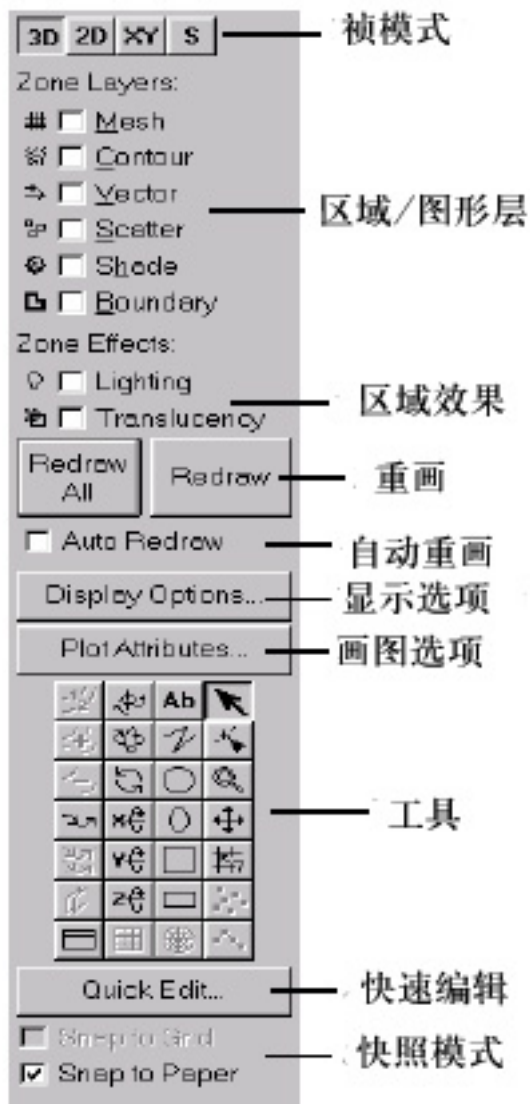 3D 2D XY S 祯模式
Zone Layers:
Mesh
Contour
Vector 区域/图形层
Scatter
Shade
Boundary
Zone Effects:
Lighting 区域效果
Translucency
Redraw All Redraw 重画
Auto Redraw 自动重画
Display Options... 显示选项
Plot Attributes... 画图选项
Ab
工具
X
Y
Z
Quick Edit... 快速编辑
Snap to Grid 快照模式
Snap to Paper